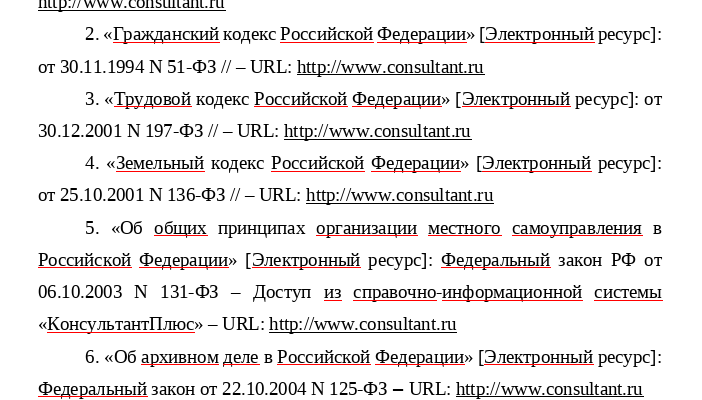 http://www.consultant.ru
2. «Гражданский кодекс Российской Федерации» [Электронный ресурс]:
от 30.11.1994 N 51-ФЗ // – URL: http://www.consultant.ru
3. «Трудовой кодекс Российской Федерации» [Электронный ресурс]: от
30.12.2001 N 197-ФЗ // – URL: http://www.consultant.ru
4. «Земельный кодекс Российской Федерации» [Электронный ресурс]:
от 25.10.2001 N 136-ФЗ // – URL: http://www.consultant.ru
5. «Об общих принципах организации местного самоуправления в
Российской Федерации» [Электронный ресурс]: Федеральный закон РФ от
06.10.2003 N 131-ФЗ – Доступ из справочно-информационной системы
«КонсультантПлюс» – URL: http://www.consultant.ru
6. «Об архивном деле в Российской Федерации» [Электронный ресурс]:
Федеральный закон от 22.10.2004 N 125-ФЗ – URL: http://www.consultant.ru